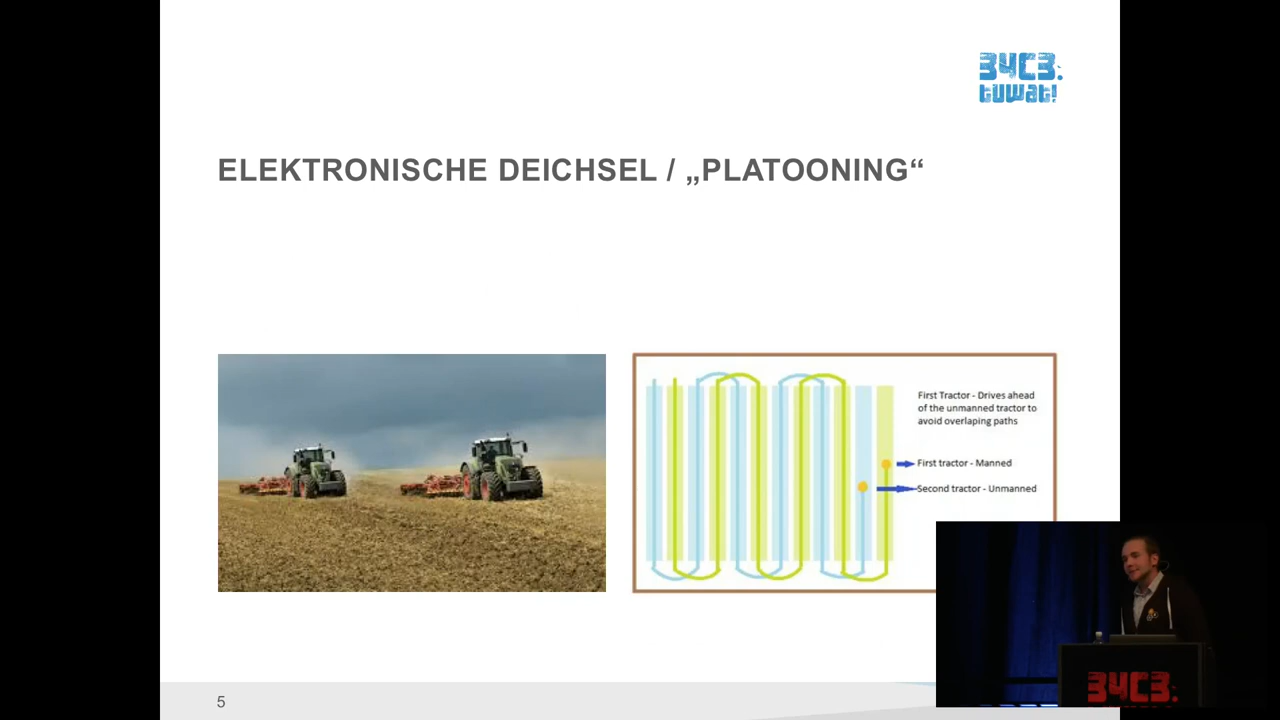 34C3.
tuwat!
ELEKTRONISCHE DEICHSEL / „PLATOONING“
First Tractor - Drives ahead
of the unmanned tractor to
avoid overlaping paths
First tractor - Manned
Second tractor - Unmanned
34C3.
5